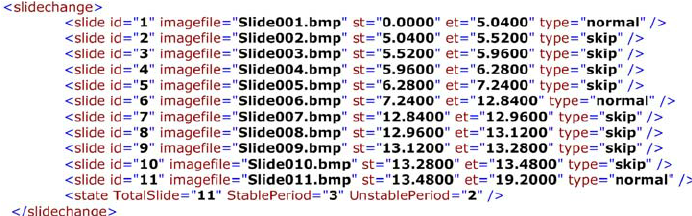 <slidechange>
<slide id="1" imagefile="Slide001.bmp" st="0.0000" et="5.0400" type="normal" />
<slide id="2" imagefile="Slide002.bmp" st="5.0400" et="5.5200" type="skip" />
<slide id="3" imagefile="Slide003.bmp" st="5.5200" et="5.9600" type="skip" />
<slide id="4" imagefile="Slide004.bmp" st="5.9600" et="6.2800" type="skip" />
<slide id="5" imagefile="Slide005.bmp" st="6.2800" et="7.2400" type="skip" />
<slide id="6" imagefile="Slide006.bmp" st="7.2400" et="12.8400" type="normal" />
<slide id="7" imagefile="Slide007.bmp" st="12.8400" et="12.9600" type="skip" />
<slide id="8" imagefile="Slide008.bmp" st="12.9600" et="13.1200" type="skip" />
<slide id="9" imagefile="Slide009.bmp" st="13.1200" et="13.2800" type="skip" />
<slide id="10" imagefile="Slide010.bmp" st="13.2800" et="13.4800" type="skip" />
<slide id="11" imagefile="Slide011.bmp" st="13.4800" et="19.2000" type="normal" />
<state TotalSlide="11" StablePeriod="3" UnstablePeriod="2" />
</slidechange>